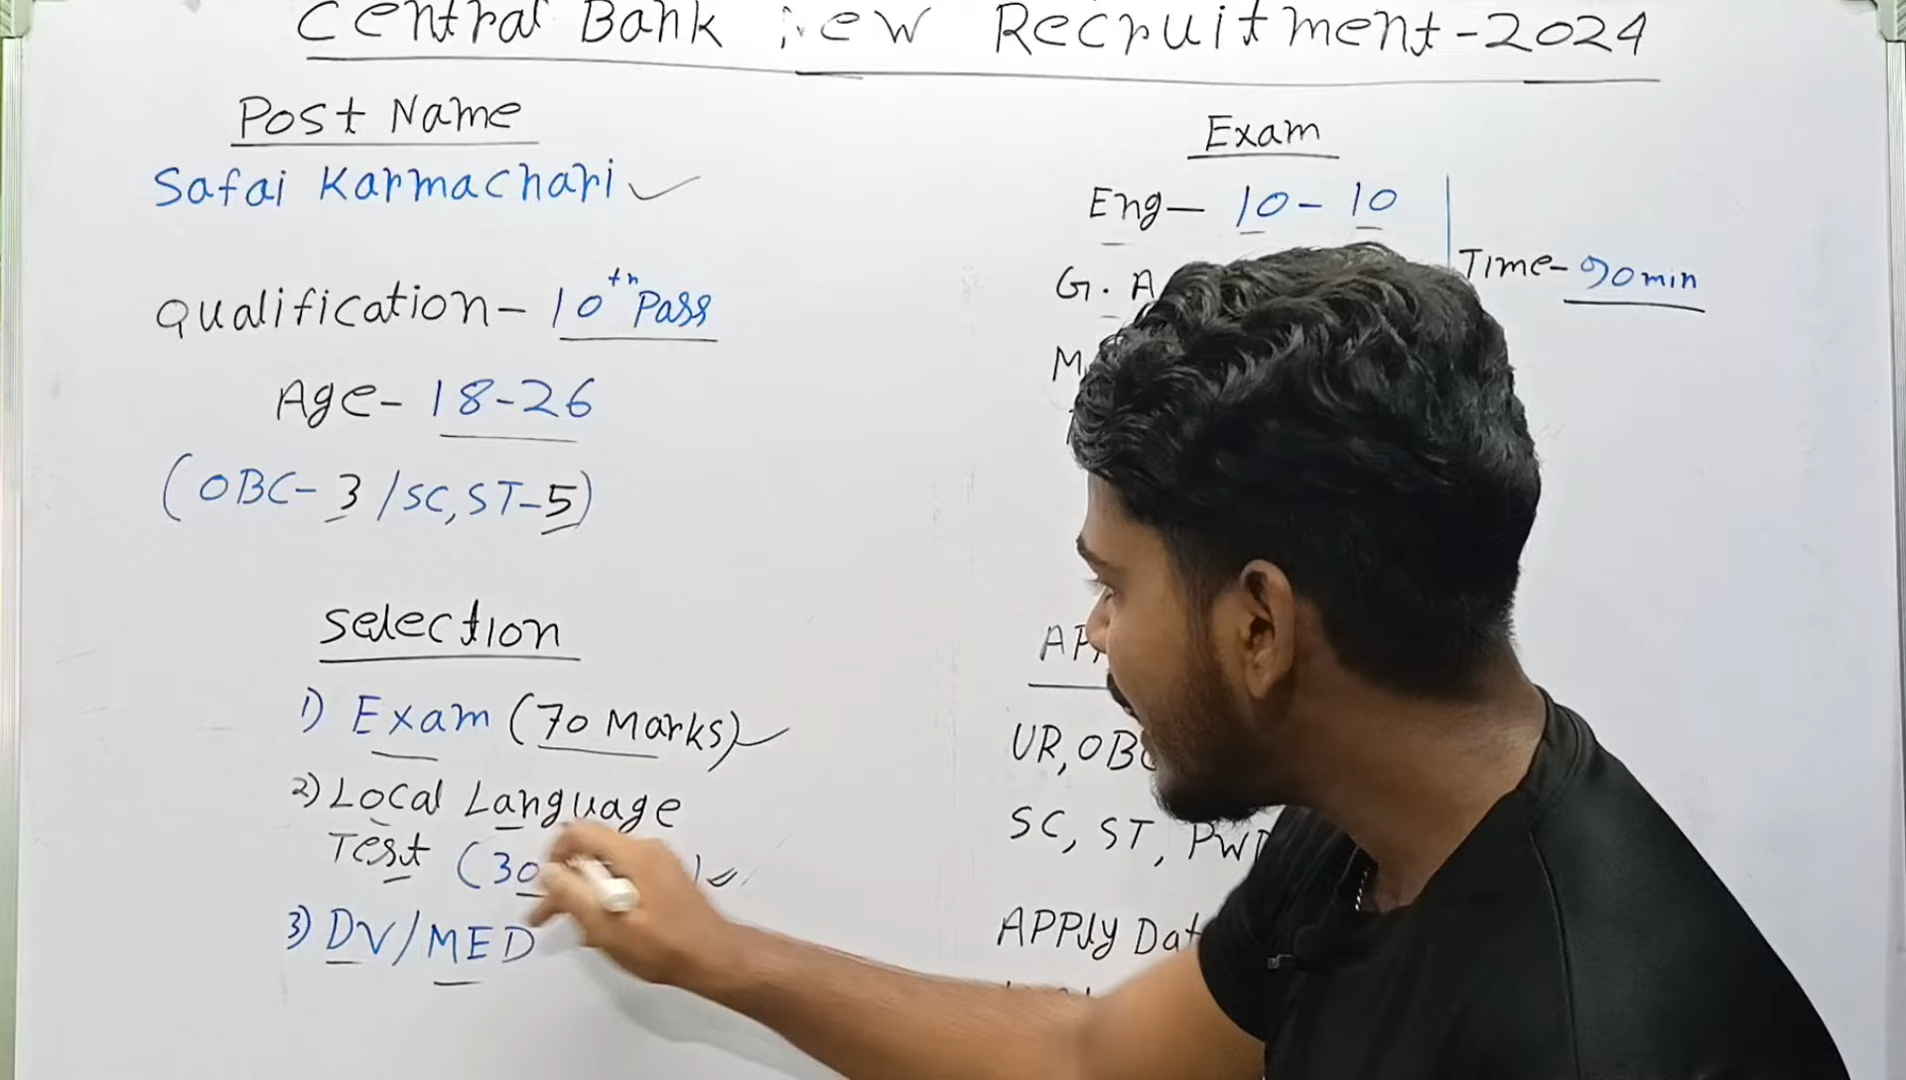 Central Bank New Recruitment-2024
Post Name
Safai Karmachari
Qualification- 10th Pass
Age- 18-26
(OBC- 3 /SC, ST-5)
Selection
1) Exam (70 Marks)
2) Local Language
Test (30
3) DV/MED
Exam
Eng- 10- 10
G. A
Time- 90min
UR, OBC
SC, ST, PWD
APPly Dat